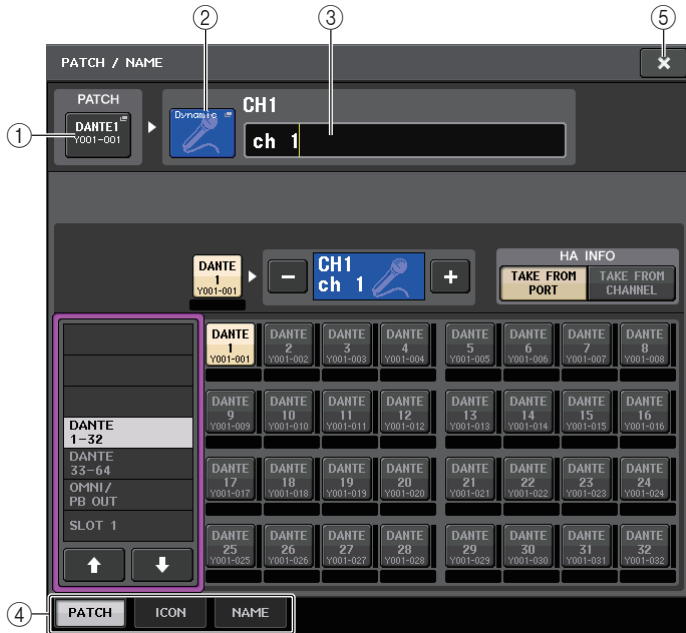 ② ③ ⑤
PATCH / NAME ×
PATCH
① DANTE1
Y001-001
Dynamic
CH1
ch 1
DANTE
1
Y001-001
−
CH1
ch 1
+
HA INFO
TAKE FROM PORT
TAKE FROM CHANNEL
DANTE 1-32
DANTE 33-64
OMNI/ PB OUT
SLOT 1
DANTE 1 Y001-001
DANTE 2 Y001-002
DANTE 3 Y001-003
DANTE 4 Y001-004
DANTE 5 Y001-005
DANTE 6 Y001-006
DANTE 7 Y001-007
DANTE 8 Y001-008
DANTE 9 Y001-009
DANTE 10 Y001-010
DANTE 11 Y001-011
DANTE 12 Y001-012
DANTE 13 Y001-013
DANTE 14 Y001-014
DANTE 15 Y001-015
DANTE 16 Y001-016
DANTE 17 Y001-017
DANTE 18 Y001-018
DANTE 19 Y001-019
DANTE 20 Y001-020
DANTE 21 Y001-021
DANTE 22 Y001-022
DANTE 23 Y001-023
DANTE 24 Y001-024
DANTE 25 Y001-025
DANTE 26 Y001-026
DANTE 27 Y001-027
DANTE 28 Y001-028
DANTE 29 Y001-029
DANTE 30 Y001-030
DANTE 31 Y001-031
DANTE 32 Y001-032
④ PATCH ICON NAME